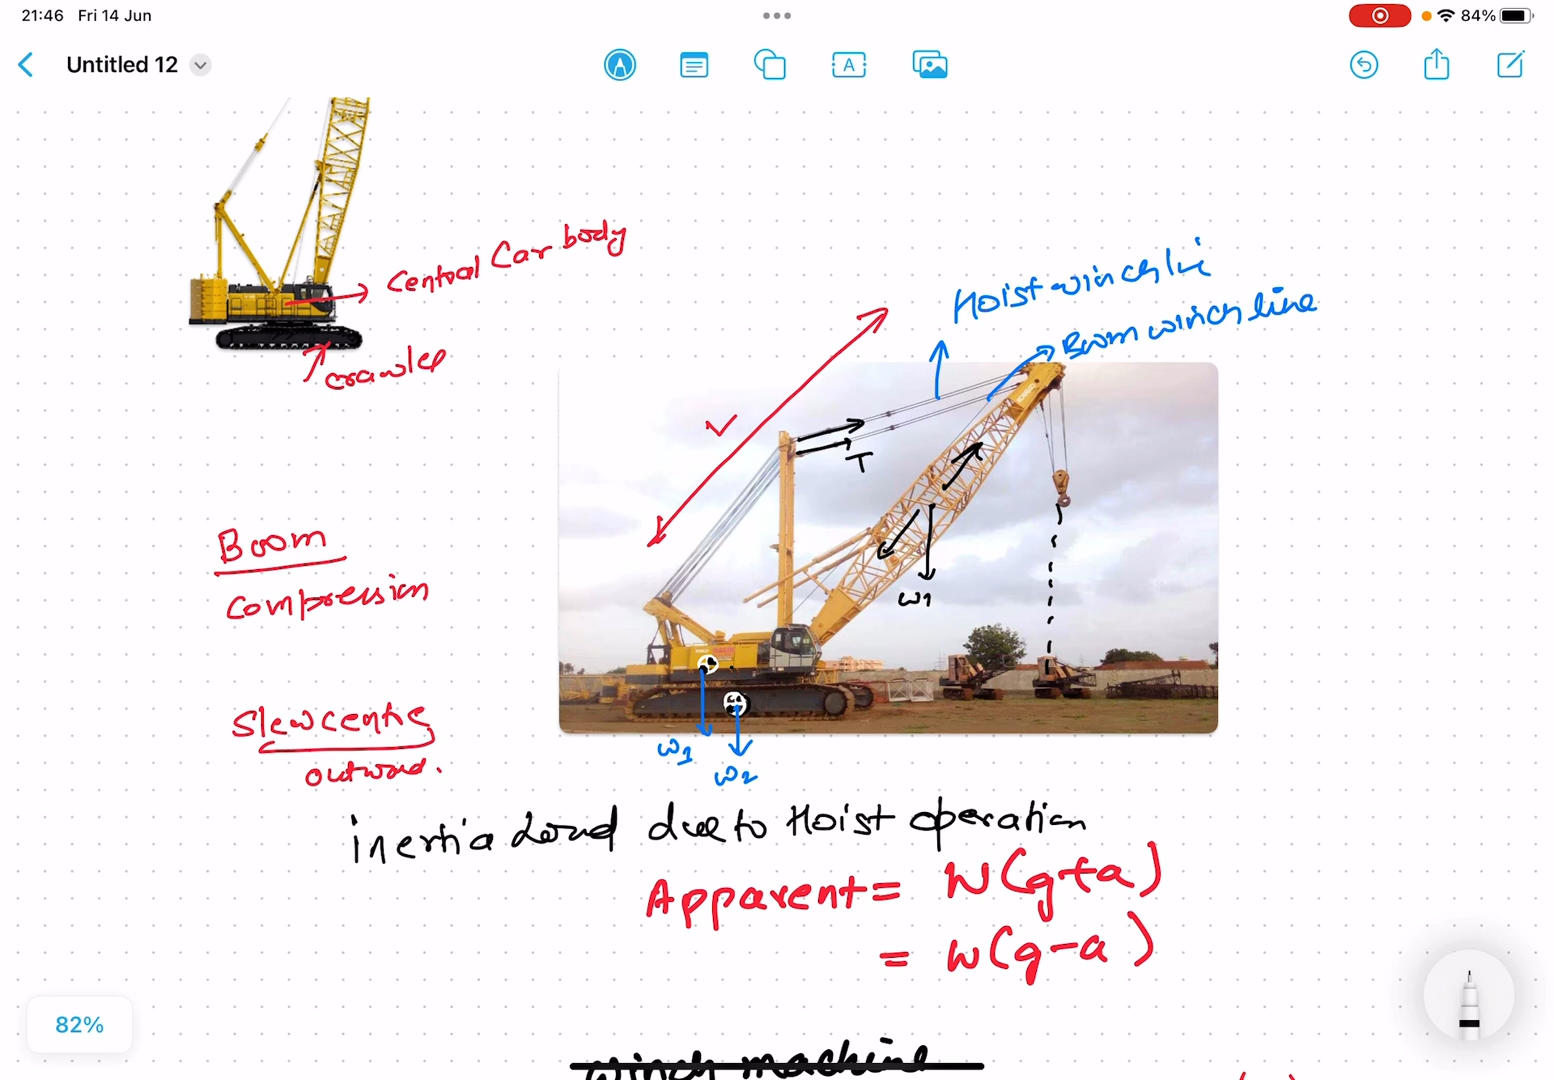 21:46 Fri 14 Jun
84%
Untitled 12
A
Central Car body
crawler
Hoist winch li
Boom winch line
T
Boom
compression
w1
Slew centre
outward.
w1
w2
inertia Load due to Hoist operation
Apparent = W(g+a)
= w(g-a)
82%
winch machine